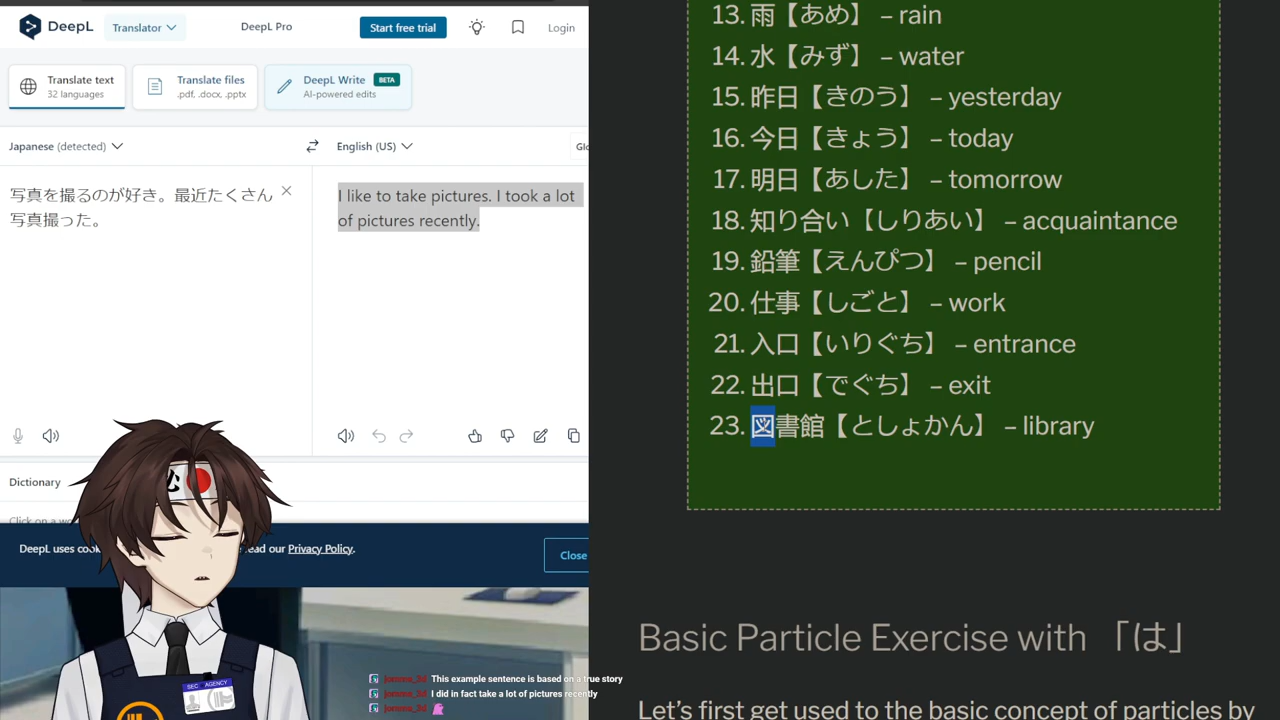 DeepL
Translator
DeepL Pro
Start free trial
Login
Translate text
32 languages
Translate files
.pdf, .docx, .pptx
DeepL Write BETA
AI-powered edits
Japanese (detected)
English (US)
写真を撮るのが好き。最近たくさん
写真撮った。
I like to take pictures. I took a lot
of pictures recently.
Dictionary
DeepL uses
read our Privacy Policy.
Close
SEC AGENCY
This example sentence is based on a true story
I did in fact take a lot of pictures recently
13. 雨【あめ】 – rain
14. 水【みず】 – water
15. 昨日【きのう】 – yesterday
16. 今日【きょう】 – today
17. 明日【あした】 – tomorrow
18. 知り合い【しりあい】 – acquaintance
19. 鉛筆【えんぴつ】 – pencil
20. 仕事【しごと】 – work
21. 入口【いりぐち】 – entrance
22. 出口【でぐち】 – exit
23. 図書館【としょかん】 – library
Basic Particle Exercise with 「は」
Let's first get used to the basic concept of particles by